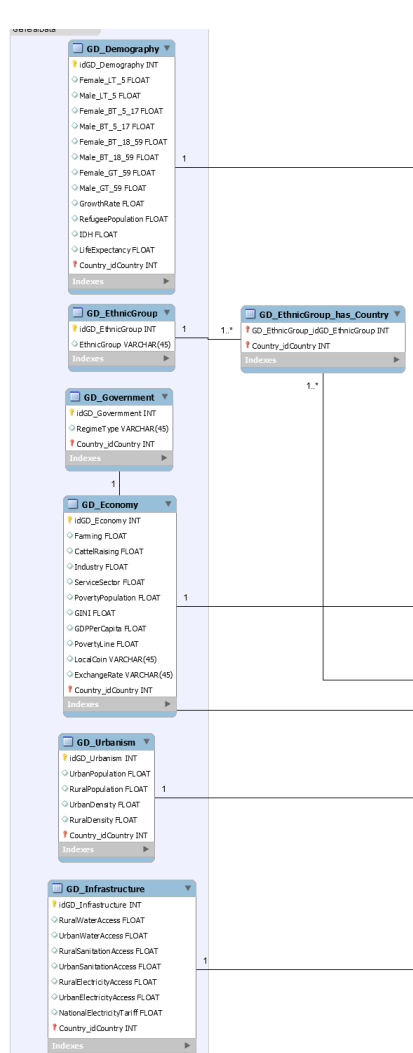 GeneralData
GD_Demography
idGD_Demography INT
Female_LT_5 FLOAT
Male_LT_5 FLOAT
Female_BT_5_17 FLOAT
Male_BT_5_17 FLOAT
Female_BT_18_59 FLOAT
Male_BT_18_59 FLOAT
Female_GT_59 FLOAT
Male_GT_59 FLOAT
GrowthRate FLOAT
RefugeePopulation FLOAT
IDH FLOAT
LifeExpectancy FLOAT
Country_idCountry INT
Indexes
1
GD_EthnicGroup
idGD_EthnicGroup INT
EthnicGroup VARCHAR(45)
Indexes
1
1..*
GD_EthnicGroup_has_Country
GD_EthnicGroup_idGD_EthnicGroup INT
Country_idCountry INT
Indexes
1..*
GD_Government
idGD_Government INT
RegimeType VARCHAR(45)
Country_idCountry INT
Indexes
1
GD_Economy
idGD_Economy INT
Farming FLOAT
CattelRaising FLOAT
Industry FLOAT
ServiceSector FLOAT
PovertyPopulation FLOAT
GINI FLOAT
GDPPerCapita FLOAT
PovertyLine FLOAT
LocalCoin VARCHAR(45)
ExchangeRate VARCHAR(45)
Country_idCountry INT
Indexes
1
GD_Urbanism
idGD_Urbanism INT
UrbanPopulation FLOAT
RuralPopulation FLOAT
UrbanDensity FLOAT
RuralDensity FLOAT
Country_idCountry INT
Indexes
1
GD_Infrastructure
idGD_Infrastructure INT
RuralWaterAccess FLOAT
UrbanWaterAccess FLOAT
RuralSanitationAccess FLOAT
UrbanSanitationAccess FLOAT
RuralElectricityAccess FLOAT
UrbanElectricityAccess FLOAT
NationalElectricityTariff FLOAT
Country_idCountry INT
Indexes
1